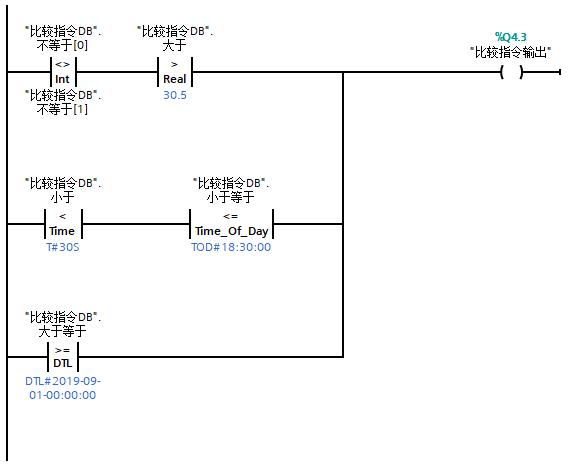 "比较指令DB".
不等于[0]
<>
Int
"比较指令DB".
不等于[1]
"比较指令DB".
大于
>
Real
30.5
%Q4.3
"比较指令输出"
"比较指令DB".
小于
<
Time
T#30S
"比较指令DB".
小于等于
<=
Time_Of_Day
TOD#18:30:00
"比较指令DB".
大于等于
>=
DTL
DTL#2019-09-
01-00:00:00